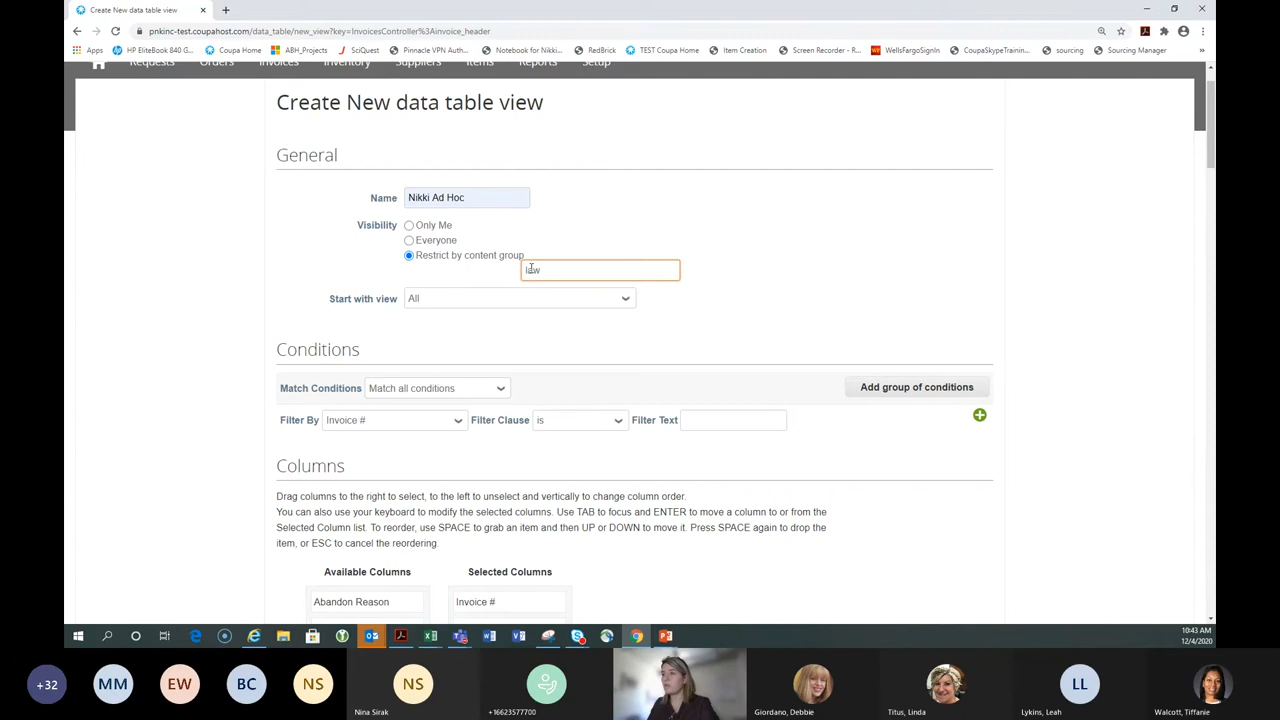 Create New data table view
pnkinc-test.coupahost.com/data_table/new_view?key=InvoicesController%3Ainvoice_header
Apps
HP EliteBook 840 G...
Coupa Home
ABH_Projects
SciQuest
Pinnacle VPN Auth...
Notebook for Nikki...
RedBrick
TEST Coupa Home
Item Creation
Screen Recorder - R...
WellsFargoSignIn
CoupaSkypeTrainin...
sourcing
Sourcing Manager
Requests Orders Invoices Inventory Suppliers Items Reports Setup
Create New data table view
General
Name Nikki Ad Hoc
Visibility Only Me
Everyone
Restrict by content group
law
Start with view All
Conditions
Match Conditions Match all conditions Add group of conditions
Filter By Invoice # Filter Clause is Filter Text
Columns
Drag columns to the right to select, to the left to unselect and vertically to change column order.
You can also use your keyboard to modify the selected columns. Use TAB to focus and ENTER to move a column to or from the
Selected Column list. To reorder, use SPACE to grab an item and then UP or DOWN to move it. Press SPACE again to drop the
item, or ESC to cancel the reordering.
Available Columns Selected Columns
Abandon Reason Invoice #
10:43 AM
12/4/2020
+32 MM EW BC NS NS LL
Nina Sirak +16623577700 Giordano, Debbie Titus, Linda Lykins, Leah Walcott, Tiffanie